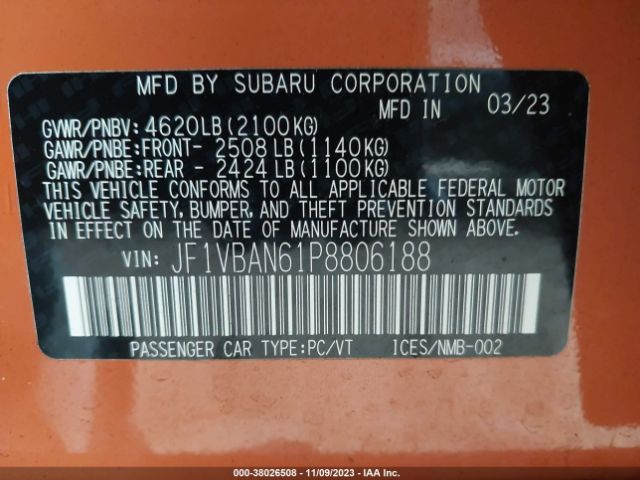 MFD BY SUBARU CORPORATION
MFD IN 03/23
GVWR/PNBV: 4620LB(2100KG)
GAWR/PNBE:FRONT- 2508 LB(1140KG)
GAWR/PNBE:REAR - 2424 LB(1100KG)
THIS VEHICLE CONFORMS TO ALL APPLICABLE FEDERAL MOTOR
VEHICLE SAFETY, BUMPER, AND THEFT PREVENTION STANDARDS IN
EFFECT ON THE DATE OF MANUFACTURE SHOWN ABOVE.
VIN: JF1VBAN61P8806188
PASSENGER CAR TYPE:PC/VT ICES/NMB-002
000-38026508 - 11/09/2023 - IAA Inc.